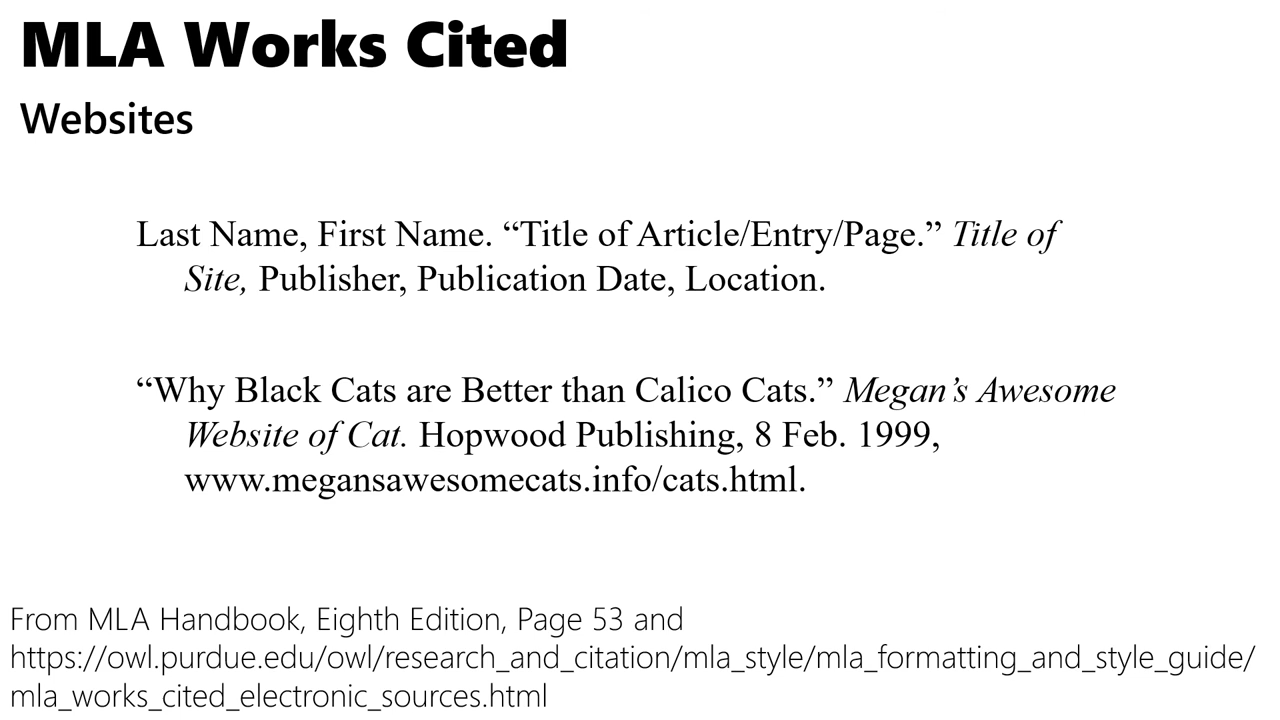 MLA Works Cited
Websites
Last Name, First Name. “Title of Article/Entry/Page.” Title of
Site, Publisher, Publication Date, Location.
“Why Black Cats are Better than Calico Cats.” Megan’s Awesome
Website of Cat. Hopwood Publishing, 8 Feb. 1999,
www.megansawesomecats.info/cats.html.
From MLA Handbook, Eighth Edition, Page 53 and
https://owl.purdue.edu/owl/research_and_citation/mla_style/mla_formatting_and_style_guide/
mla_works_cited_electronic_sources.html